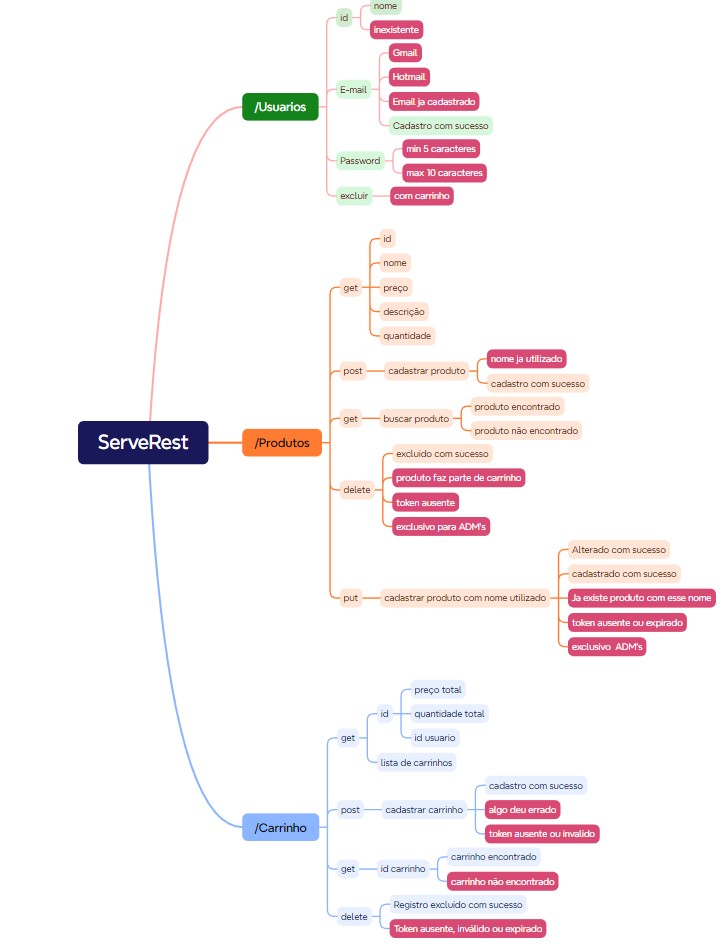 nome
id
inexistente
Gmail
Hotmail
E-mail
Email ja cadastrado
/Usuarios
Cadastro com sucesso
min 5 caracteres
Password
max 10 caracteres
excluir
com carrinho
id
nome
get
preço
descrição
quantidade
nome ja utilizado
post
cadastrar produto
cadastro com sucesso
produto encontrado
get
buscar produto
ServeRest
/Produtos
produto não encontrado
excluido com sucesso
produto faz parte de carrinho
delete
token ausente
exclusivo para ADM's
Alterado com sucesso
cadastrado com sucesso
put
cadastrar produto com nome utilizado
Ja existe produto com esse nome
token ausente ou expirado
exclusivo ADM's
preço total
id
quantidade total
get
id usuario
lista de carrinhos
cadastro com sucesso
post
cadastrar carrinho
algo deu errado
/Carrinho
token ausente ou invalido
carrinho encontrado
get
id carrinho
carrinho não encontrado
Registro excluído com sucesso
delete
Token ausente, inválido ou expirado